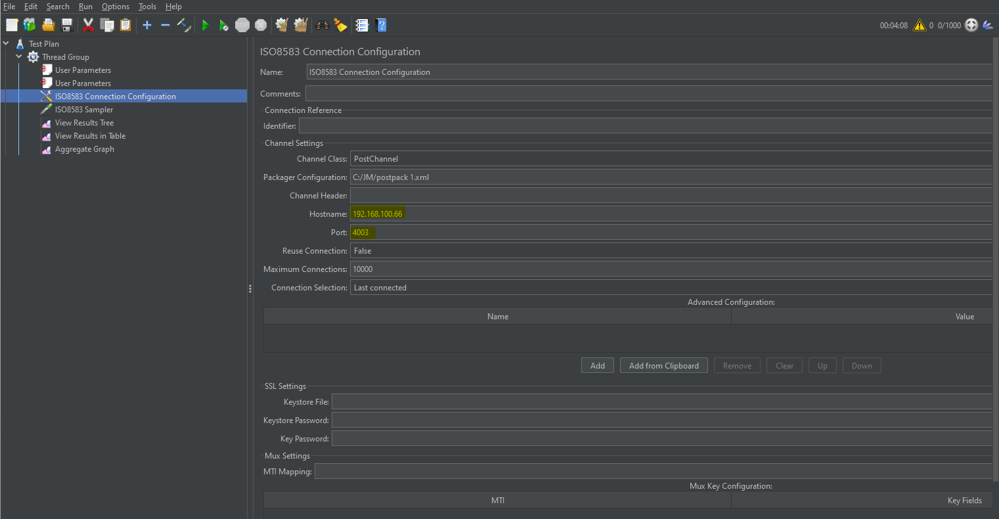 File Edit Search Run Options Tools Help
00:04:08 0 0/1000
Test Plan
Thread Group
User Parameters
User Parameters
ISO8583 Connection Configuration
ISO8583 Sampler
View Results Tree
View Results in Table
Aggregate Graph
ISO8583 Connection Configuration
Name: ISO8583 Connection Configuration
Comments:
Connection Reference
Identifier:
Channel Settings
Channel Class: PostChannel
Packager Configuration: C:/JM/postpack 1.xml
Channel Header:
Hostname: 192.168.100.66
Port: 4003
Reuse Connection: False
Maximum Connections: 10000
Connection Selection: Last connected
Advanced Configuration:
Name Value
Add Add from Clipboard Remove Clear Up Down
SSL Settings
Keystore File:
Keystore Password:
Key Password:
Mux Settings
MTI Mapping:
Mux Key Configuration:
MTI Key Fields